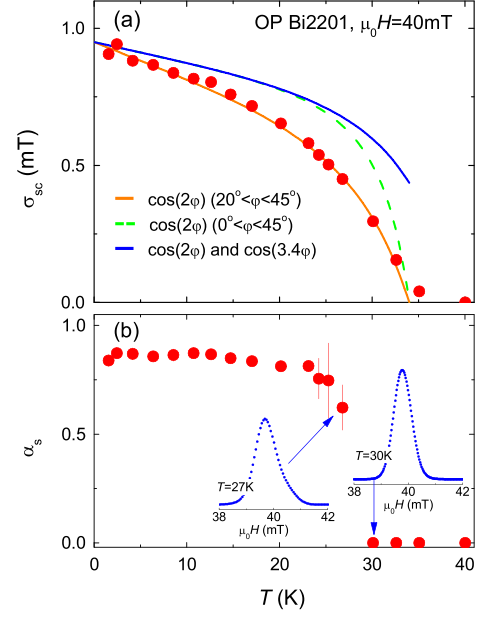 (a)
OP Bi2201, μ₀H=40mT
1.0
0.5
0.0
σsc (mT)
cos(2φ) (20°<φ<45°)
cos(2φ) (0°<φ<45°)
cos(2φ) and cos(3.4φ)
(b)
1.0
0.5
0.0
αs
T=27K
38 40 42
μ₀H (mT)
T=30K
38 40 42
μ₀H (mT)
0 10 20 30 40
T (K)